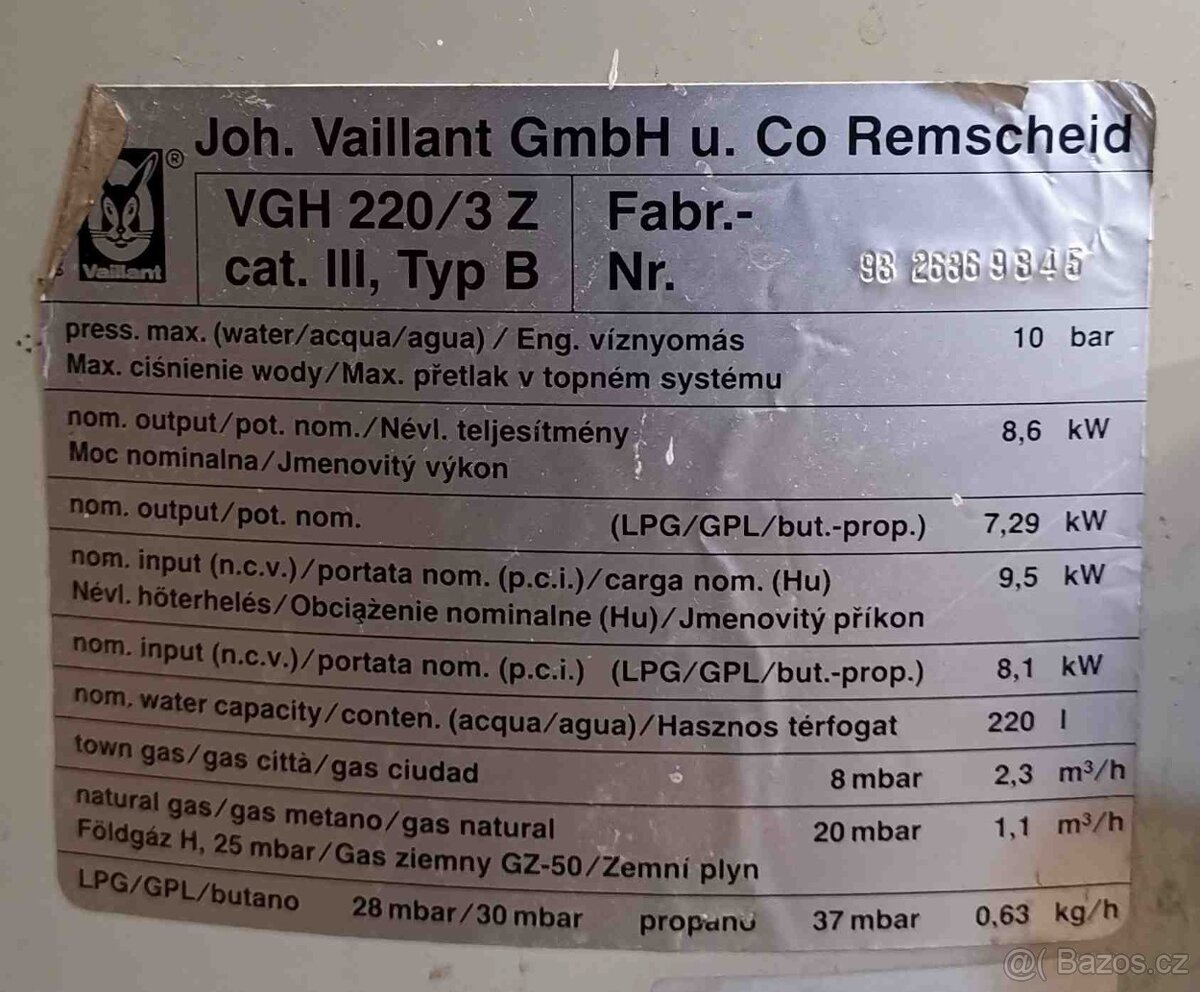 Joh. Vaillant GmbH u. Co Remscheid
®
Vaillant
VGH 220/3 Z
cat. III, Typ B
Fabr.-
Nr. 98 2686 9845
press. max. (water/acqua/agua) / Eng. víznyomás 10 bar
Max. ciśnienie wody/Max. přetlak v topném systému
nom. output/pot. nom./Névl. teljesítmény 8,6 kW
Moc nominalna/Jmenovitý výkon
nom. output/pot. nom. (LPG/GPL/but.-prop.) 7,29 kW
nom. input (n.c.v.)/portata nom. (p.c.i.)/carga nom. (Hu) 9,5 kW
Névl. hőterhelés/Obciążenie nominalne (Hu)/Jmenovitý příkon
nom. input (n.c.v.)/portata nom. (p.c.i.) (LPG/GPL/but.-prop.) 8,1 kW
nom. water capacity/conten. (acqua/agua)/Hasznos térfogat 220 l
town gas/gas città/gas ciudad 8 mbar 2,3 m³/h
natural gas/gas metano/gas natural 20 mbar 1,1 m³/h
Földgáz H, 25 mbar/Gas ziemny GZ-50/Zemní plyn
LPG/GPL/butano 28 mbar/30 mbar propano 37 mbar 0,63 kg/h
@( Bazos.cz